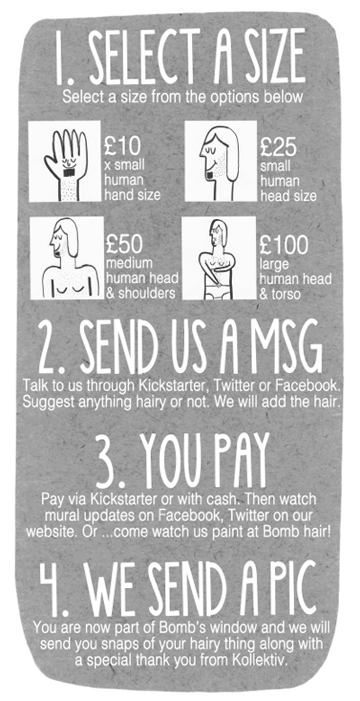 1. SELECT A SIZE
Select a size from the options below
£10
x small
human
hand size
£25
small
human
head size
£50
medium
human head
& shoulders
£100
large
human head
& torso
2. SEND US A MSG
Talk to us through Kickstarter, Twitter or Facebook.
Suggest anything hairy or not. We will add the hair.
3. YOU PAY
Pay via Kickstarter or with cash. Then watch
mural updates on Facebook, Twitter on our
website. Or ...come watch us paint at Bomb hair!
4. WE SEND A PIC
You are now part of Bomb's window and we will
send you snaps of your hairy thing along with
a special thank you from Kollektiv.